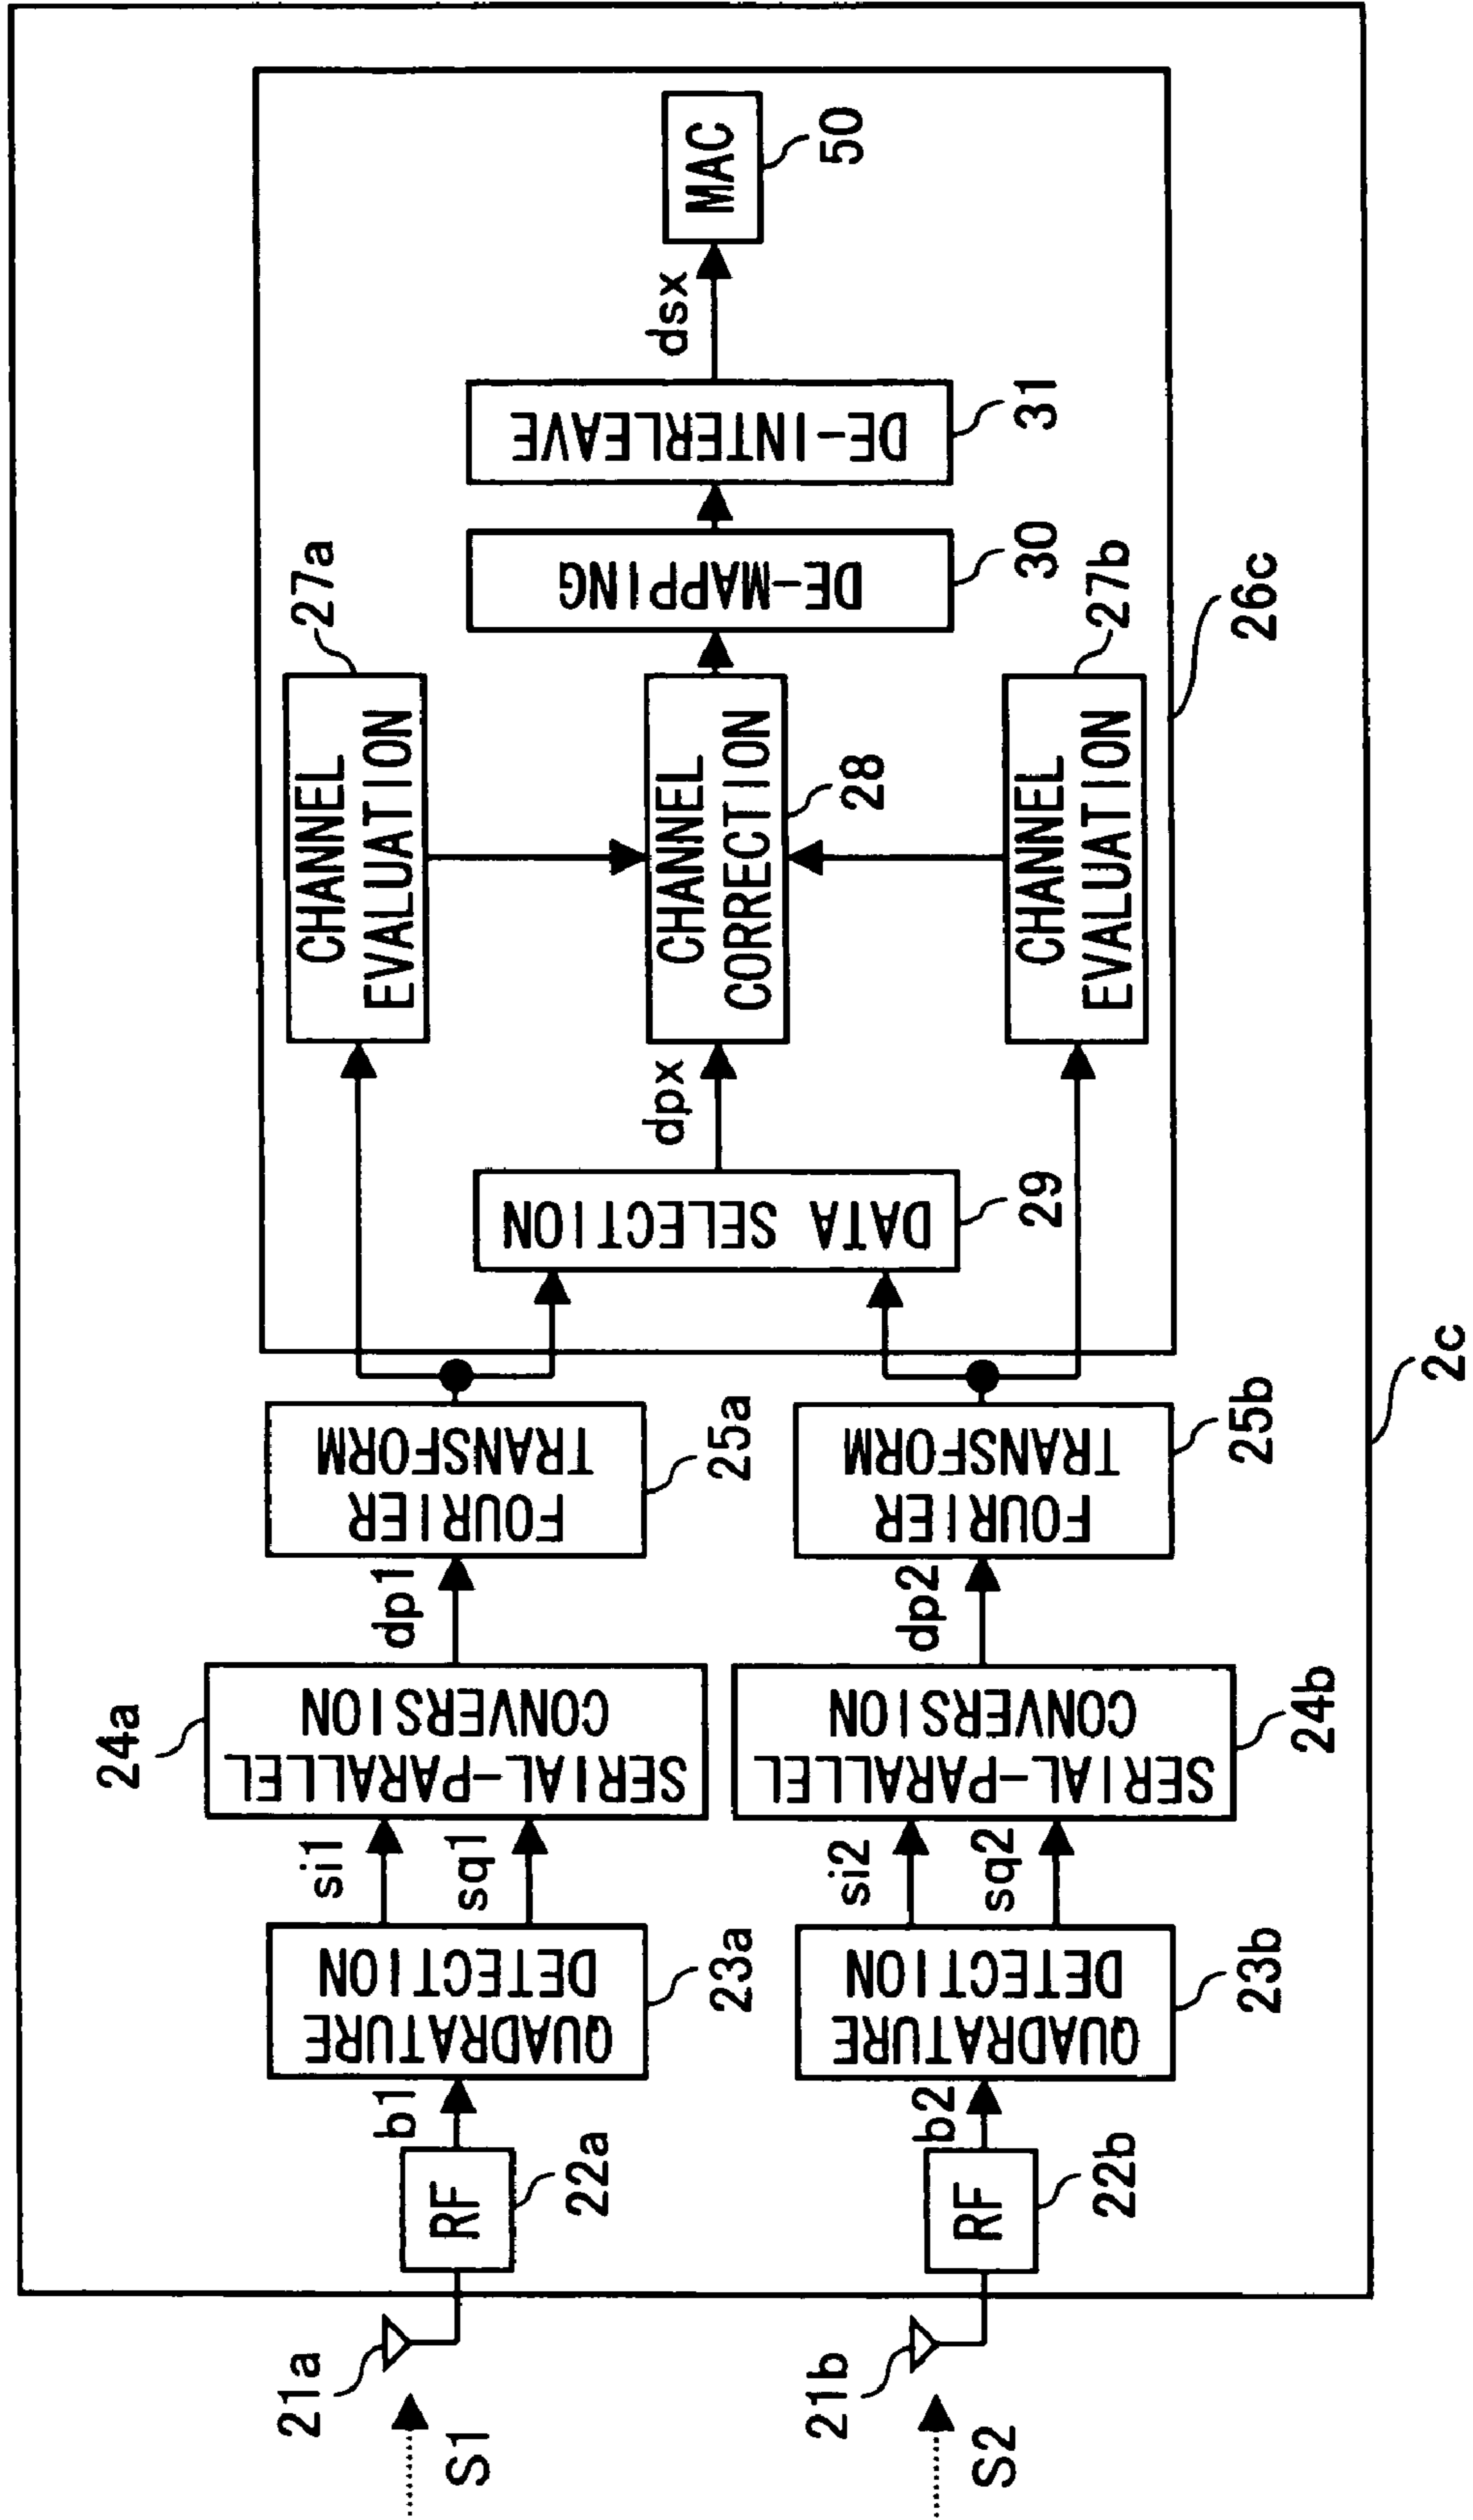 21a
S1
RF
22a
b1
QUADRATURE
DETECTION
23a
si1
sq1
24a
SERIAL-PARALLEL
CONVERSION
dp1
FOURIER
TRANSFORM
25a
21b
S2
RF
22b
b2
QUADRATURE
DETECTION
23b
si2
sq2
SERIAL-PARALLEL
CONVERSION
24b
dp2
FOURIER
TRANSFORM
25b
DATA SELECTION
29
dpx
CHANNEL
EVALUATION
27a
CHANNEL
CORRECTION
28
CHANNEL
EVALUATION
27b
DE-MAPPING
30
DE-INTERLEAVE
31
dsx
MAC
50
26c
2c